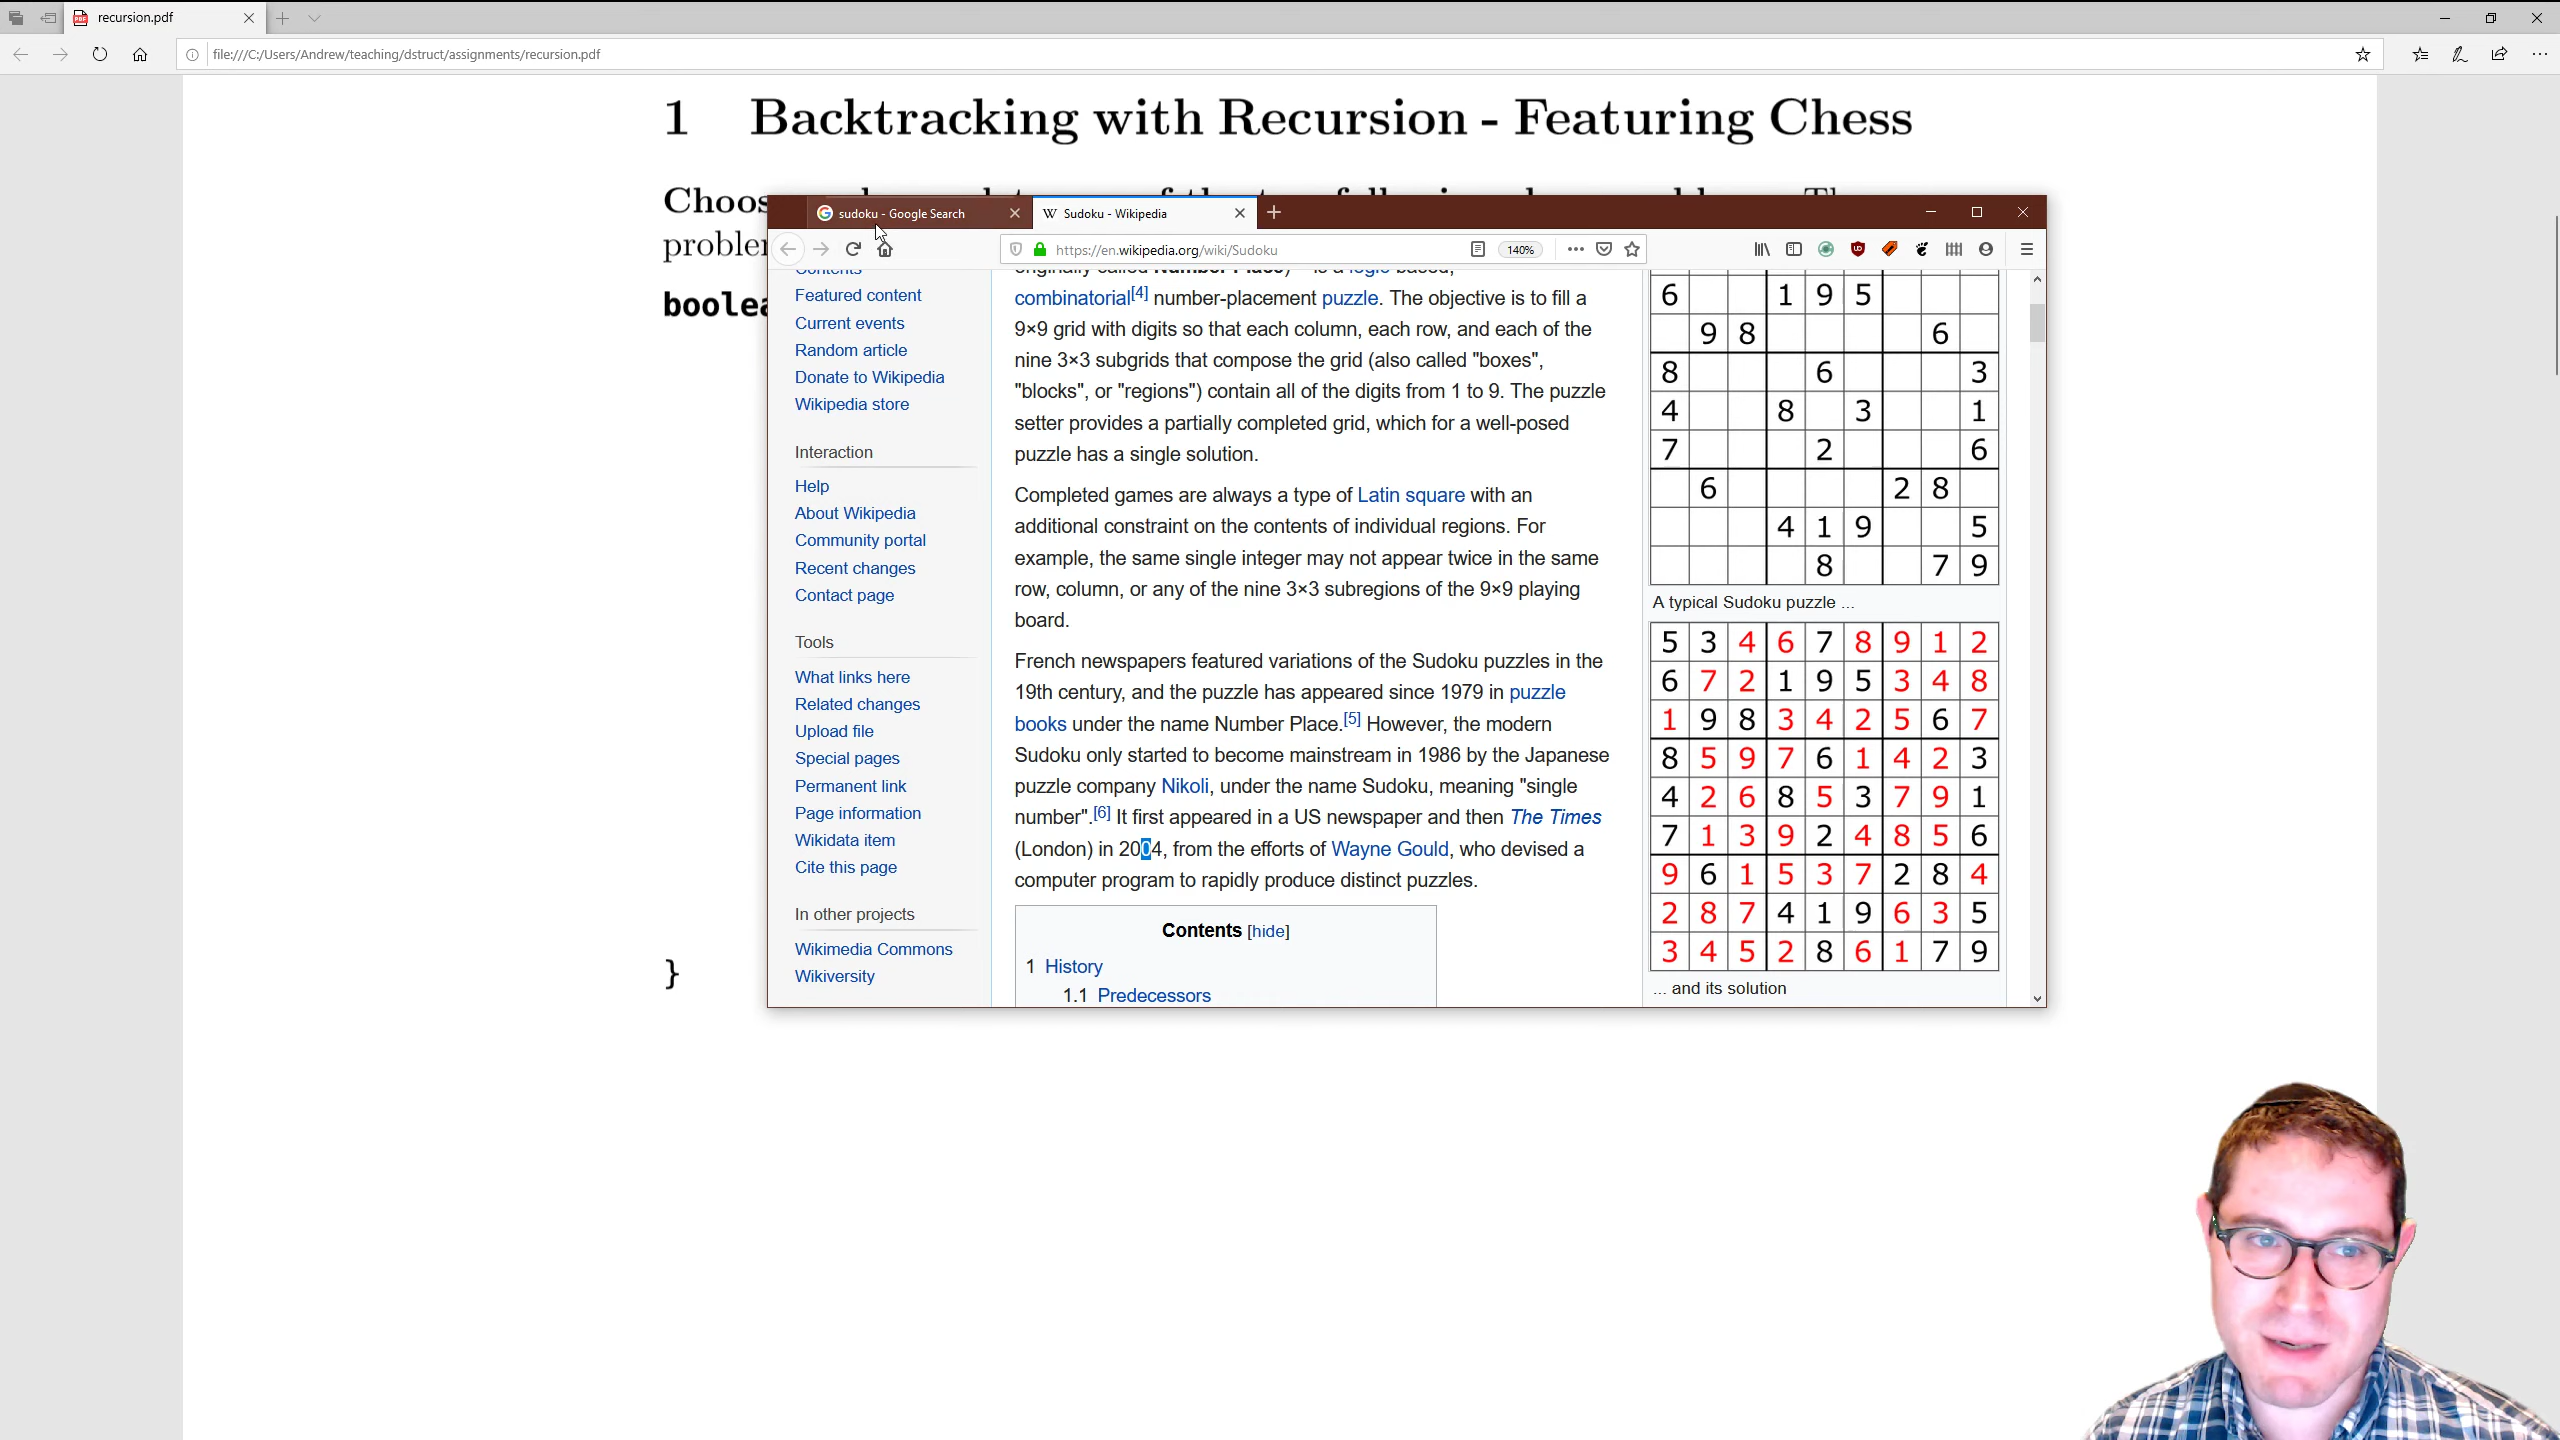 recursion.pdf
file:///C:/Users/Andrew/teaching/dstruct/assignments/recursion.pdf
1 Backtracking with Recursion - Featuring Chess
Choos
problem
boolea
}
sudoku - Google Search
Sudoku - Wikipedia
https://en.wikipedia.org/wiki/Sudoku
140%
Contents
Featured content
Current events
Random article
Donate to Wikipedia
Wikipedia store
Interaction
Help
About Wikipedia
Community portal
Recent changes
Contact page
Tools
What links here
Related changes
Upload file
Special pages
Permanent link
Page information
Wikidata item
Cite this page
In other projects
Wikimedia Commons
Wikiversity
originally called Number Place) is a logic-based,
combinatorial[4] number-placement puzzle. The objective is to fill a
9×9 grid with digits so that each column, each row, and each of the
nine 3×3 subgrids that compose the grid (also called "boxes",
"blocks", or "regions") contain all of the digits from 1 to 9. The puzzle
setter provides a partially completed grid, which for a well-posed
puzzle has a single solution.
Completed games are always a type of Latin square with an
additional constraint on the contents of individual regions. For
example, the same single integer may not appear twice in the same
row, column, or any of the nine 3×3 subregions of the 9×9 playing
board.
French newspapers featured variations of the Sudoku puzzles in the
19th century, and the puzzle has appeared since 1979 in puzzle
books under the name Number Place.[5] However, the modern
Sudoku only started to become mainstream in 1986 by the Japanese
puzzle company Nikoli, under the name Sudoku, meaning "single
number".[6] It first appeared in a US newspaper and then The Times
(London) in 2004, from the efforts of Wayne Gould, who devised a
computer program to rapidly produce distinct puzzles.
Contents [hide]
1 History
1.1 Predecessors
6 1 9 5
9 8 6
8 6 3
4 8 3 1
7 2 6
6 2 8
4 1 9 5
8 7 9
A typical Sudoku puzzle ...
5 3 4 6 7 8 9 1 2
6 7 2 1 9 5 3 4 8
1 9 8 3 4 2 5 6 7
8 5 9 7 6 1 4 2 3
4 2 6 8 5 3 7 9 1
7 1 3 9 2 4 8 5 6
9 6 1 5 3 7 2 8 4
2 8 7 4 1 9 6 3 5
3 4 5 2 8 6 1 7 9
... and its solution